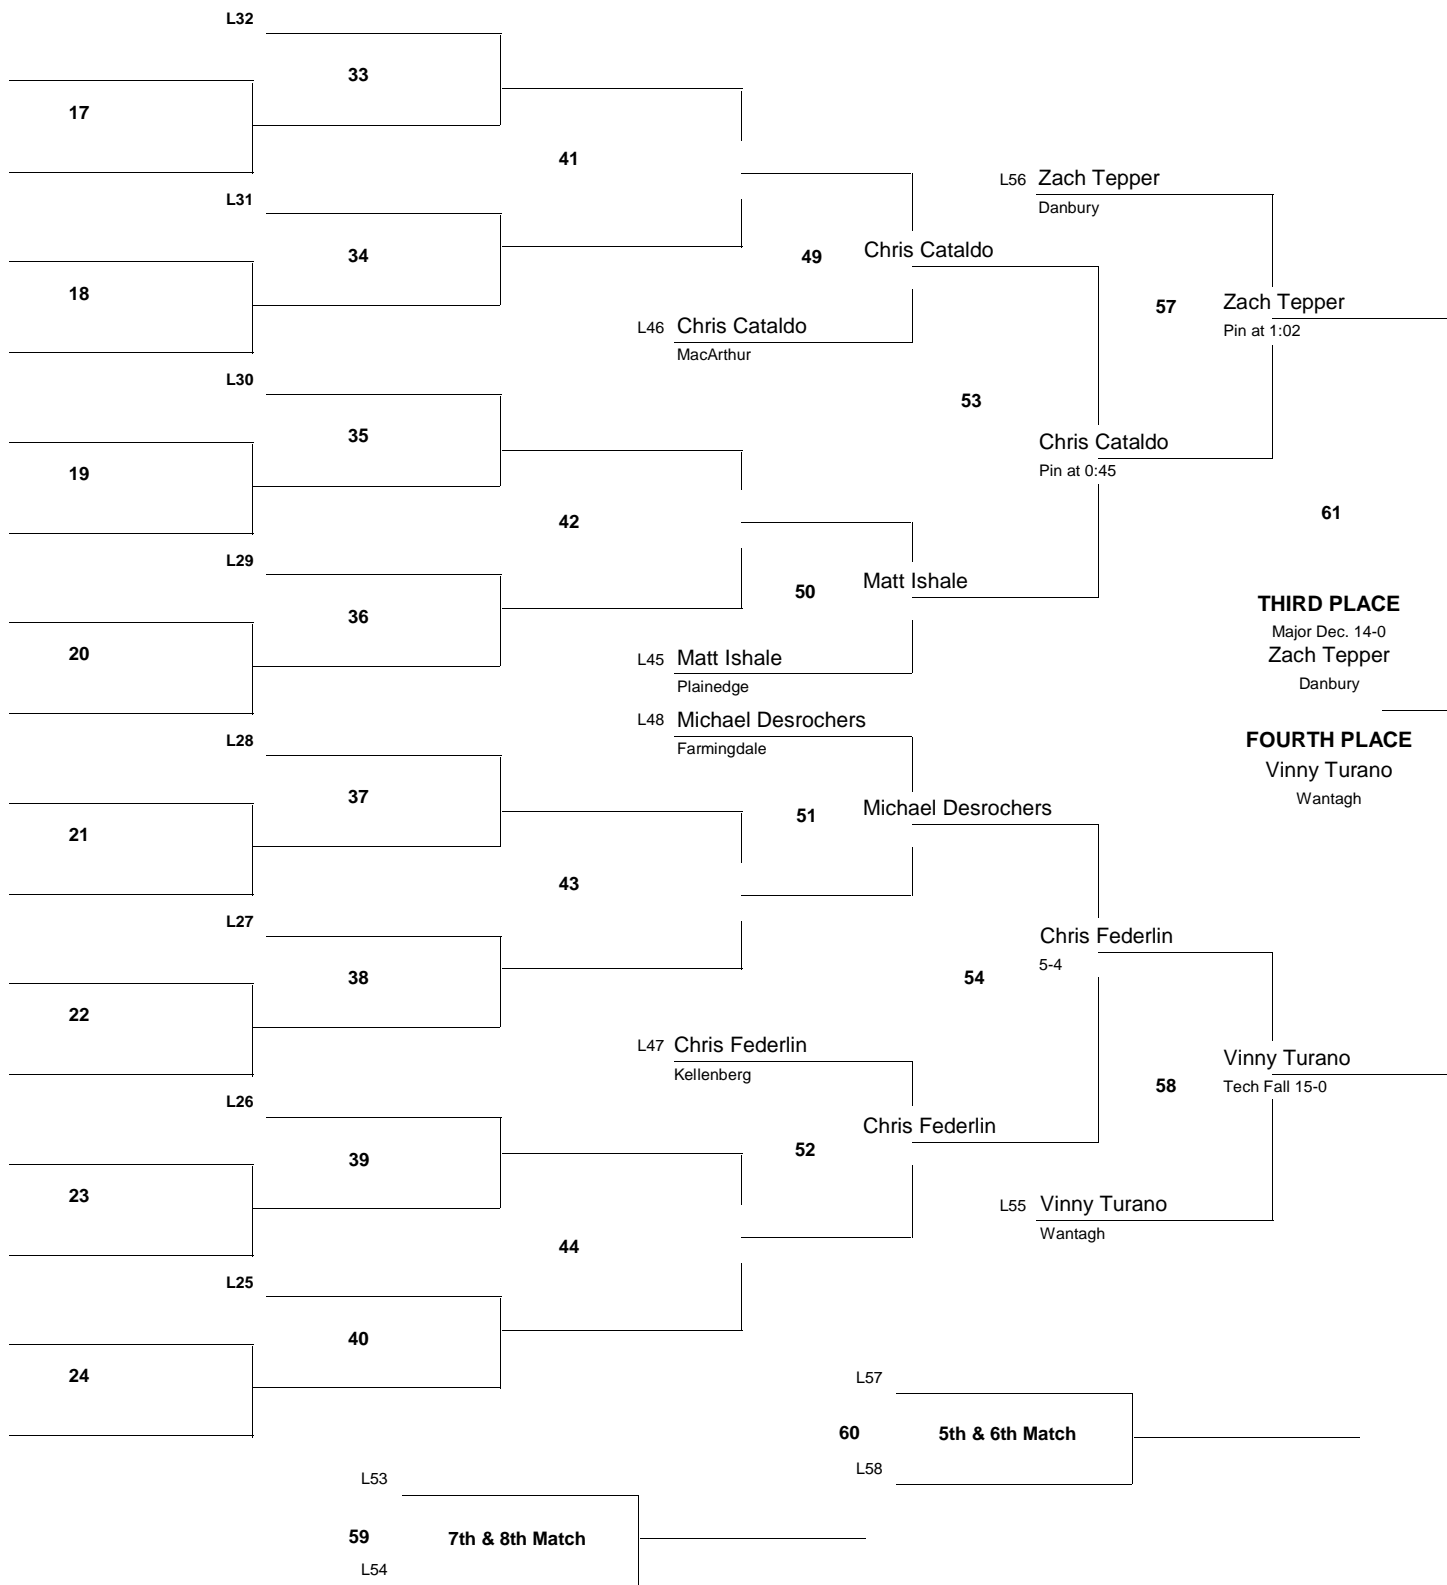 L32
33
17
41
L56 Zach Tepper
Danbury
L31
34
49 Chris Cataldo
18
57 Zach Tepper
Pin at 1:02
L46 Chris Cataldo
MacArthur
L30
53
35
Chris Cataldo
Pin at 0:45
19
42
61
L29
50 Matt Ishale
36
THIRD PLACE
Major Dec. 14-0
Zach Tepper
Danbury
20
L45 Matt Ishale
Plainedge
L48 Michael Desrochers
Farmingdale
L28
FOURTH PLACE
Vinny Turano
Wantagh
37
51 Michael Desrochers
21
43
L27
Chris Federlin
5-4
38
54
22
L47 Chris Federlin
Kellenberg
Vinny Turano
58 Tech Fall 15-0
L26
Chris Federlin
39
52
23
L55 Vinny Turano
Wantagh
44
L25
40
24
L57
60 5th & 6th Match
L58
L53
59 7th & 8th Match
L54